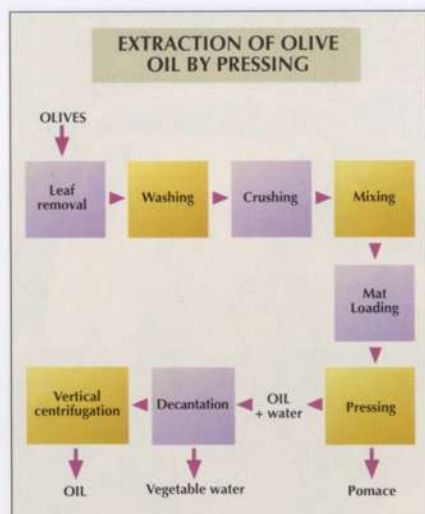 EXTRACTION OF OLIVE
OIL BY PRESSING
OLIVES
Leaf
removal
Washing
Crushing
Mixing
Mat
Loading
Pressing
OIL
+ water
Decantation
Vertical
centrifugation
OIL
Vegetable water
Pomace